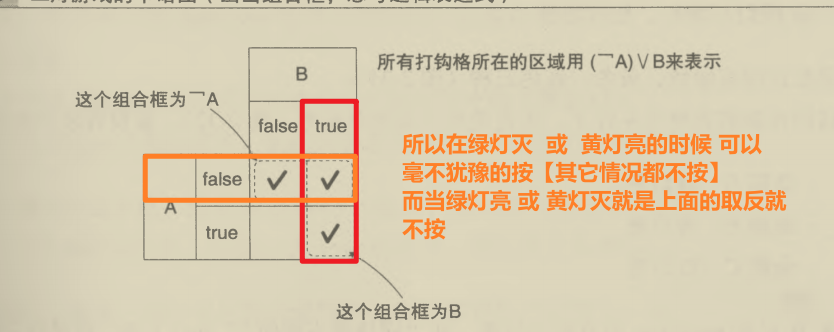 所有打钩格所在的区域用 (￢A)∨B来表示
这个组合框为￢A
B
false true
false ✓ ✓
A
true ✓
这个组合框为B
所以在绿灯灭 或 黄灯亮的时候 可以
毫不犹豫的按【其它情况都不按】
而当绿灯亮 或 黄灯灭就是上面的取反就
不按